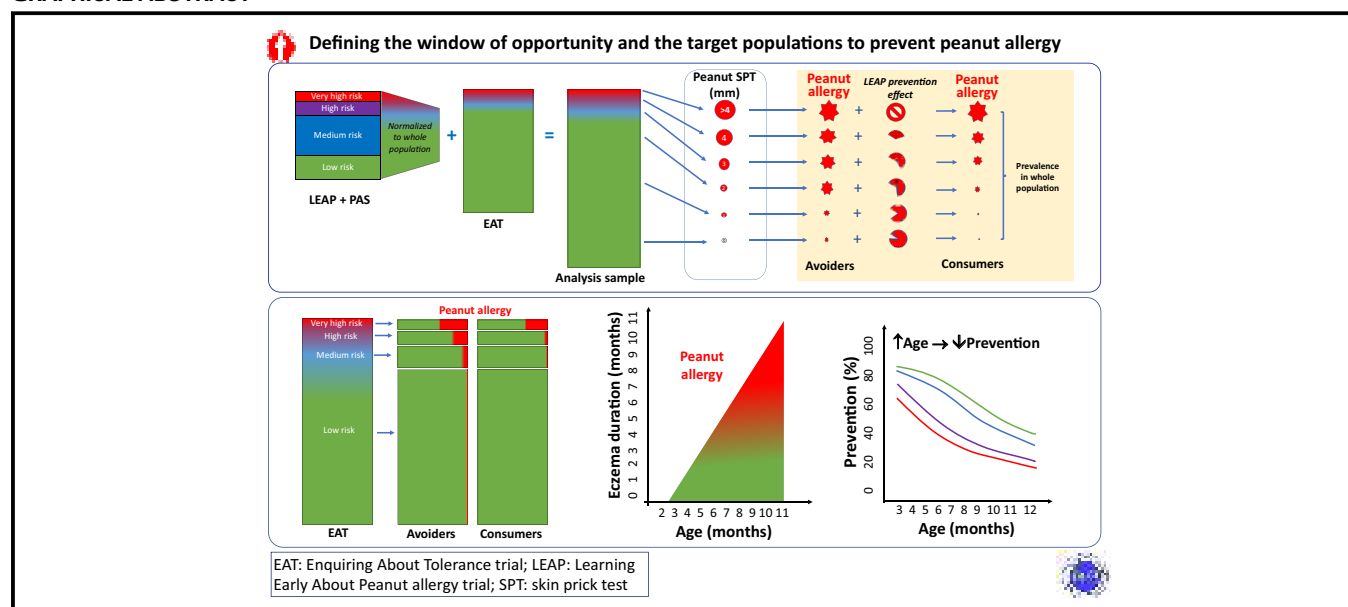 GRAPHICAL ABSTRACT
Defining the window of opportunity and the target populations to prevent peanut allergy
Very high risk
High risk
Medium risk
Low risk
LEAP + PAS
Normalized
to whole
population
+
EAT
=
Analysis sample
Peanut SPT
(mm)
>4
4
3
2
Peanut
allergy
LEAP prevention
effect
Peanut
allergy
+
+
+
+
+
+
Avoiders
Consumers
Prevalence
in whole
population
Peanut allergy
Very high risk
High risk
Medium risk
Low risk
EAT
Avoiders
Consumers
Eczema duration (months)
0 1 2 3 4 5 6 7 8 9 10 11
Peanut
allergy
2 3 4 5 6 7 8 9 10 11
Age (months)
Prevention (%)
0 20 40 60 80 100
↑Age → ↓Prevention
3 4 5 6 7 8 9 10 11 12
Age (months)
EAT: Enquiring About Tolerance trial; LEAP: Learning
Early About Peanut allergy trial; SPT: skin prick test